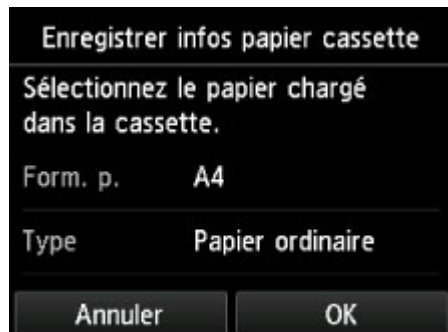 Enregistrer infos papier cassette
Sélectionnez le papier chargé
dans la cassette.
Form. p. A4
Type Papier ordinaire
Annuler OK